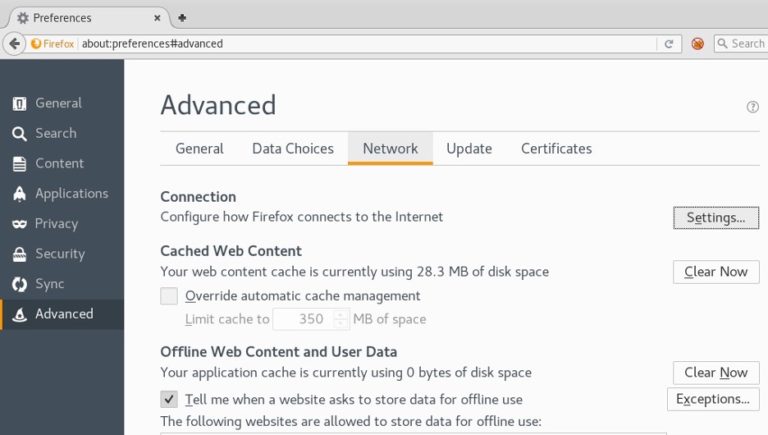 Preferences
Firefox about:preferences#advanced Search
General
Search
Content
Applications
Privacy
Security
Sync
Advanced
Advanced
General Data Choices Network Update Certificates
Connection
Configure how Firefox connects to the Internet Settings...
Cached Web Content
Your web content cache is currently using 28.3 MB of disk space Clear Now
Override automatic cache management
Limit cache to 350 MB of space
Offline Web Content and User Data
Your application cache is currently using 0 bytes of disk space Clear Now
Tell me when a website asks to store data for offline use Exceptions...
The following websites are allowed to store data for offline use: